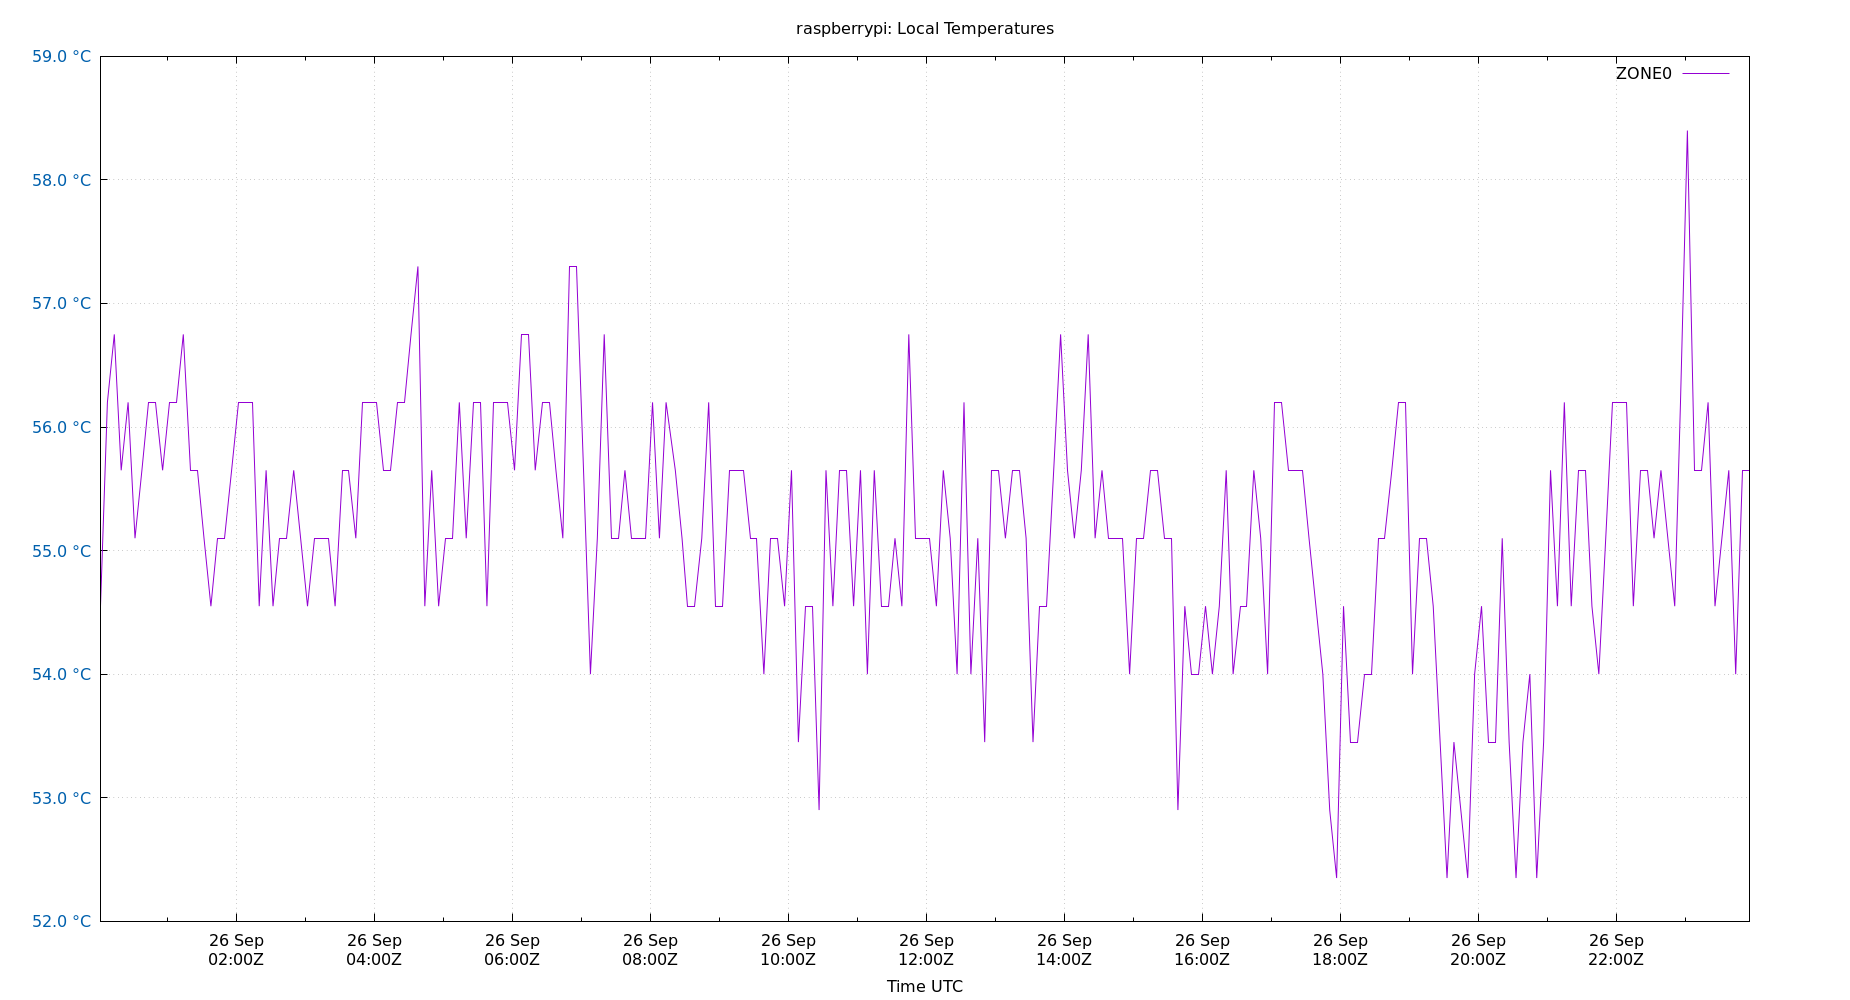 raspberrypi: Local Temperatures
59.0 °C
ZONE0
58.0 °C
57.0 °C
56.0 °C
55.0 °C
54.0 °C
53.0 °C
52.0 °C
26 Sep 26 Sep 26 Sep 26 Sep 26 Sep 26 Sep 26 Sep 26 Sep 26 Sep 26 Sep 26 Sep
02:00Z 04:00Z 06:00Z 08:00Z 10:00Z 12:00Z 14:00Z 16:00Z 18:00Z 20:00Z 22:00Z
Time UTC